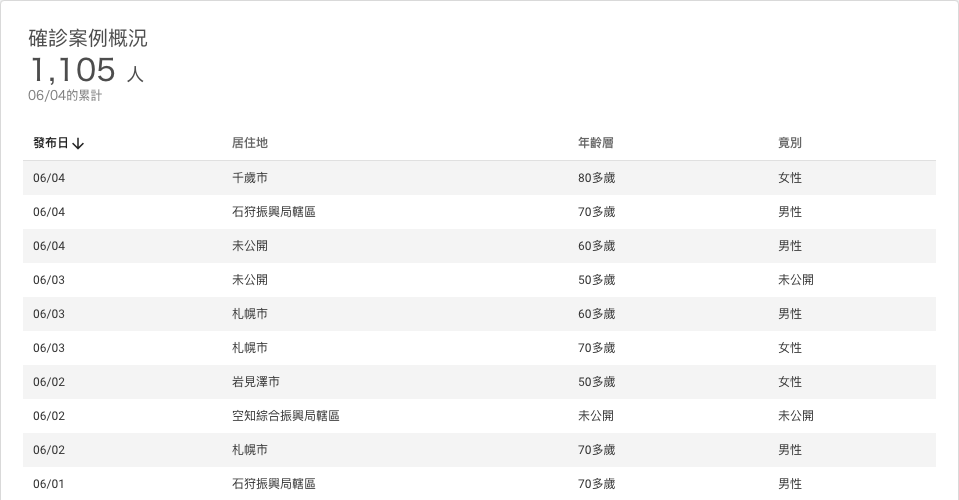 確診案例概況
1,105 人
06/04的累計
發布日↓ 居住地 年齡層 竟別
06/04 千歲市 80多歲 女性
06/04 石狩振興局轄區 70多歲 男性
06/04 未公開 60多歲 男性
06/03 未公開 50多歲 未公開
06/03 札幌市 60多歲 男性
06/03 札幌市 70多歲 女性
06/02 岩見澤市 50多歲 女性
06/02 空知綜合振興局轄區 未公開 未公開
06/02 札幌市 70多歲 男性
06/01 石狩振興局轄區 70多歲 男性